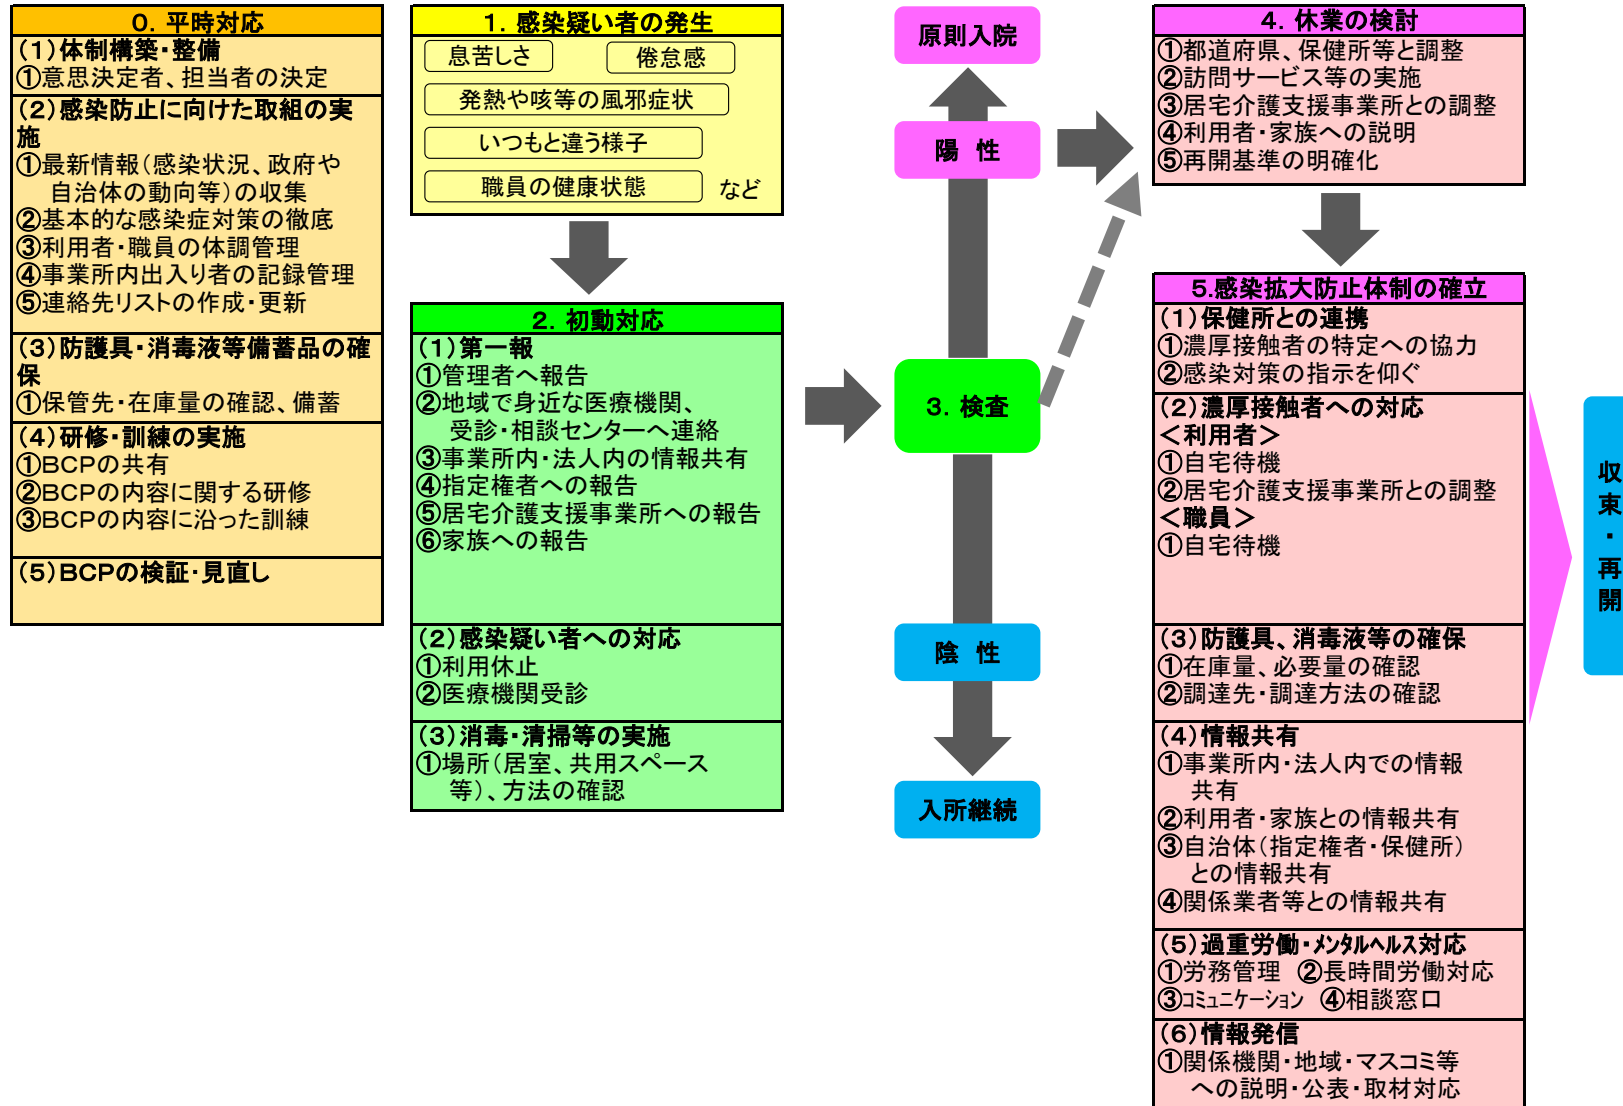 0．平時対応
（1）体制構築・整備
①意思決定者、担当者の決定
（2）感染防止に向けた取組の実
施
①最新情報（感染状況、政府や
自治体の動向等）の収集
②基本的な感染症対策の徹底
③利用者・職員の体調管理
④事業所内出入り者の記録管理
⑤連絡先リストの作成・更新
（3）防護具・消毒液等備蓄品の確
保
①保管先・在庫量の確認、備蓄
（4）研修・訓練の実施
①BCPの共有
②BCPの内容に関する研修
③BCPの内容に沿った訓練
（5）BCPの検証・見直し
1．感染疑い者の発生
息苦しさ
倦怠感
発熱や咳等の風邪症状
いつもと違う様子
職員の健康状態
など
2．初動対応
（1）第一報
①管理者へ報告
②地域で身近な医療機関、
受診・相談センターへ連絡
③事業所内・法人内の情報共有
④指定権者への報告
⑤居宅介護支援事業所への報告
⑥家族への報告
（2）感染疑い者への対応
①利用休止
②医療機関受診
（3）消毒・清掃等の実施
①場所（居室、共用スペース
等）、方法の確認
原則入院
陽 性
3．検査
陰 性
入所継続
4．休業の検討
①都道府県、保健所等と調整
②訪問サービス等の実施
③居宅介護支援事業所との調整
④利用者・家族への説明
⑤再開基準の明確化
5.感染拡大防止体制の確立
（1）保健所との連携
①濃厚接触者の特定への協力
②感染対策の指示を仰ぐ
（2）濃厚接触者への対応
＜利用者＞
①自宅待機
②居宅介護支援事業所との調整
＜職員＞
①自宅待機
（3）防護具、消毒液等の確保
①在庫量、必要量の確認
②調達先・調達方法の確認
（4）情報共有
①事業所内・法人内での情報
共有
②利用者・家族との情報共有
③自治体（指定権者・保健所）
との情報共有
④関係業者等との情報共有
（5）過重労働・メンタルヘルス対応
①労務管理 ②長時間労働対応
③コミュニケーション ④相談窓口
（6）情報発信
①関係機関・地域・マスコミ等
への説明・公表・取材対応
収束・再開